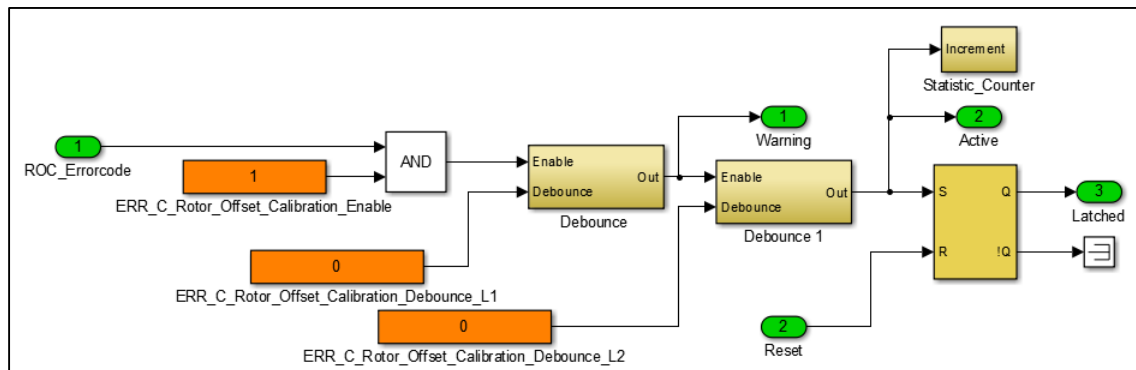 Increment
Statistic_Counter
1
ROC_Errorcode
AND
1
ERR_C_Rotor_Offset_Calibration_Enable
Enable
Debounce
Out
Debounce
1
Warning
Enable
Debounce
Out
Debounce 1
2
Active
S
R
Q
!Q
3
Latched
0
ERR_C_Rotor_Offset_Calibration_Debounce_L1
0
ERR_C_Rotor_Offset_Calibration_Debounce_L2
2
Reset